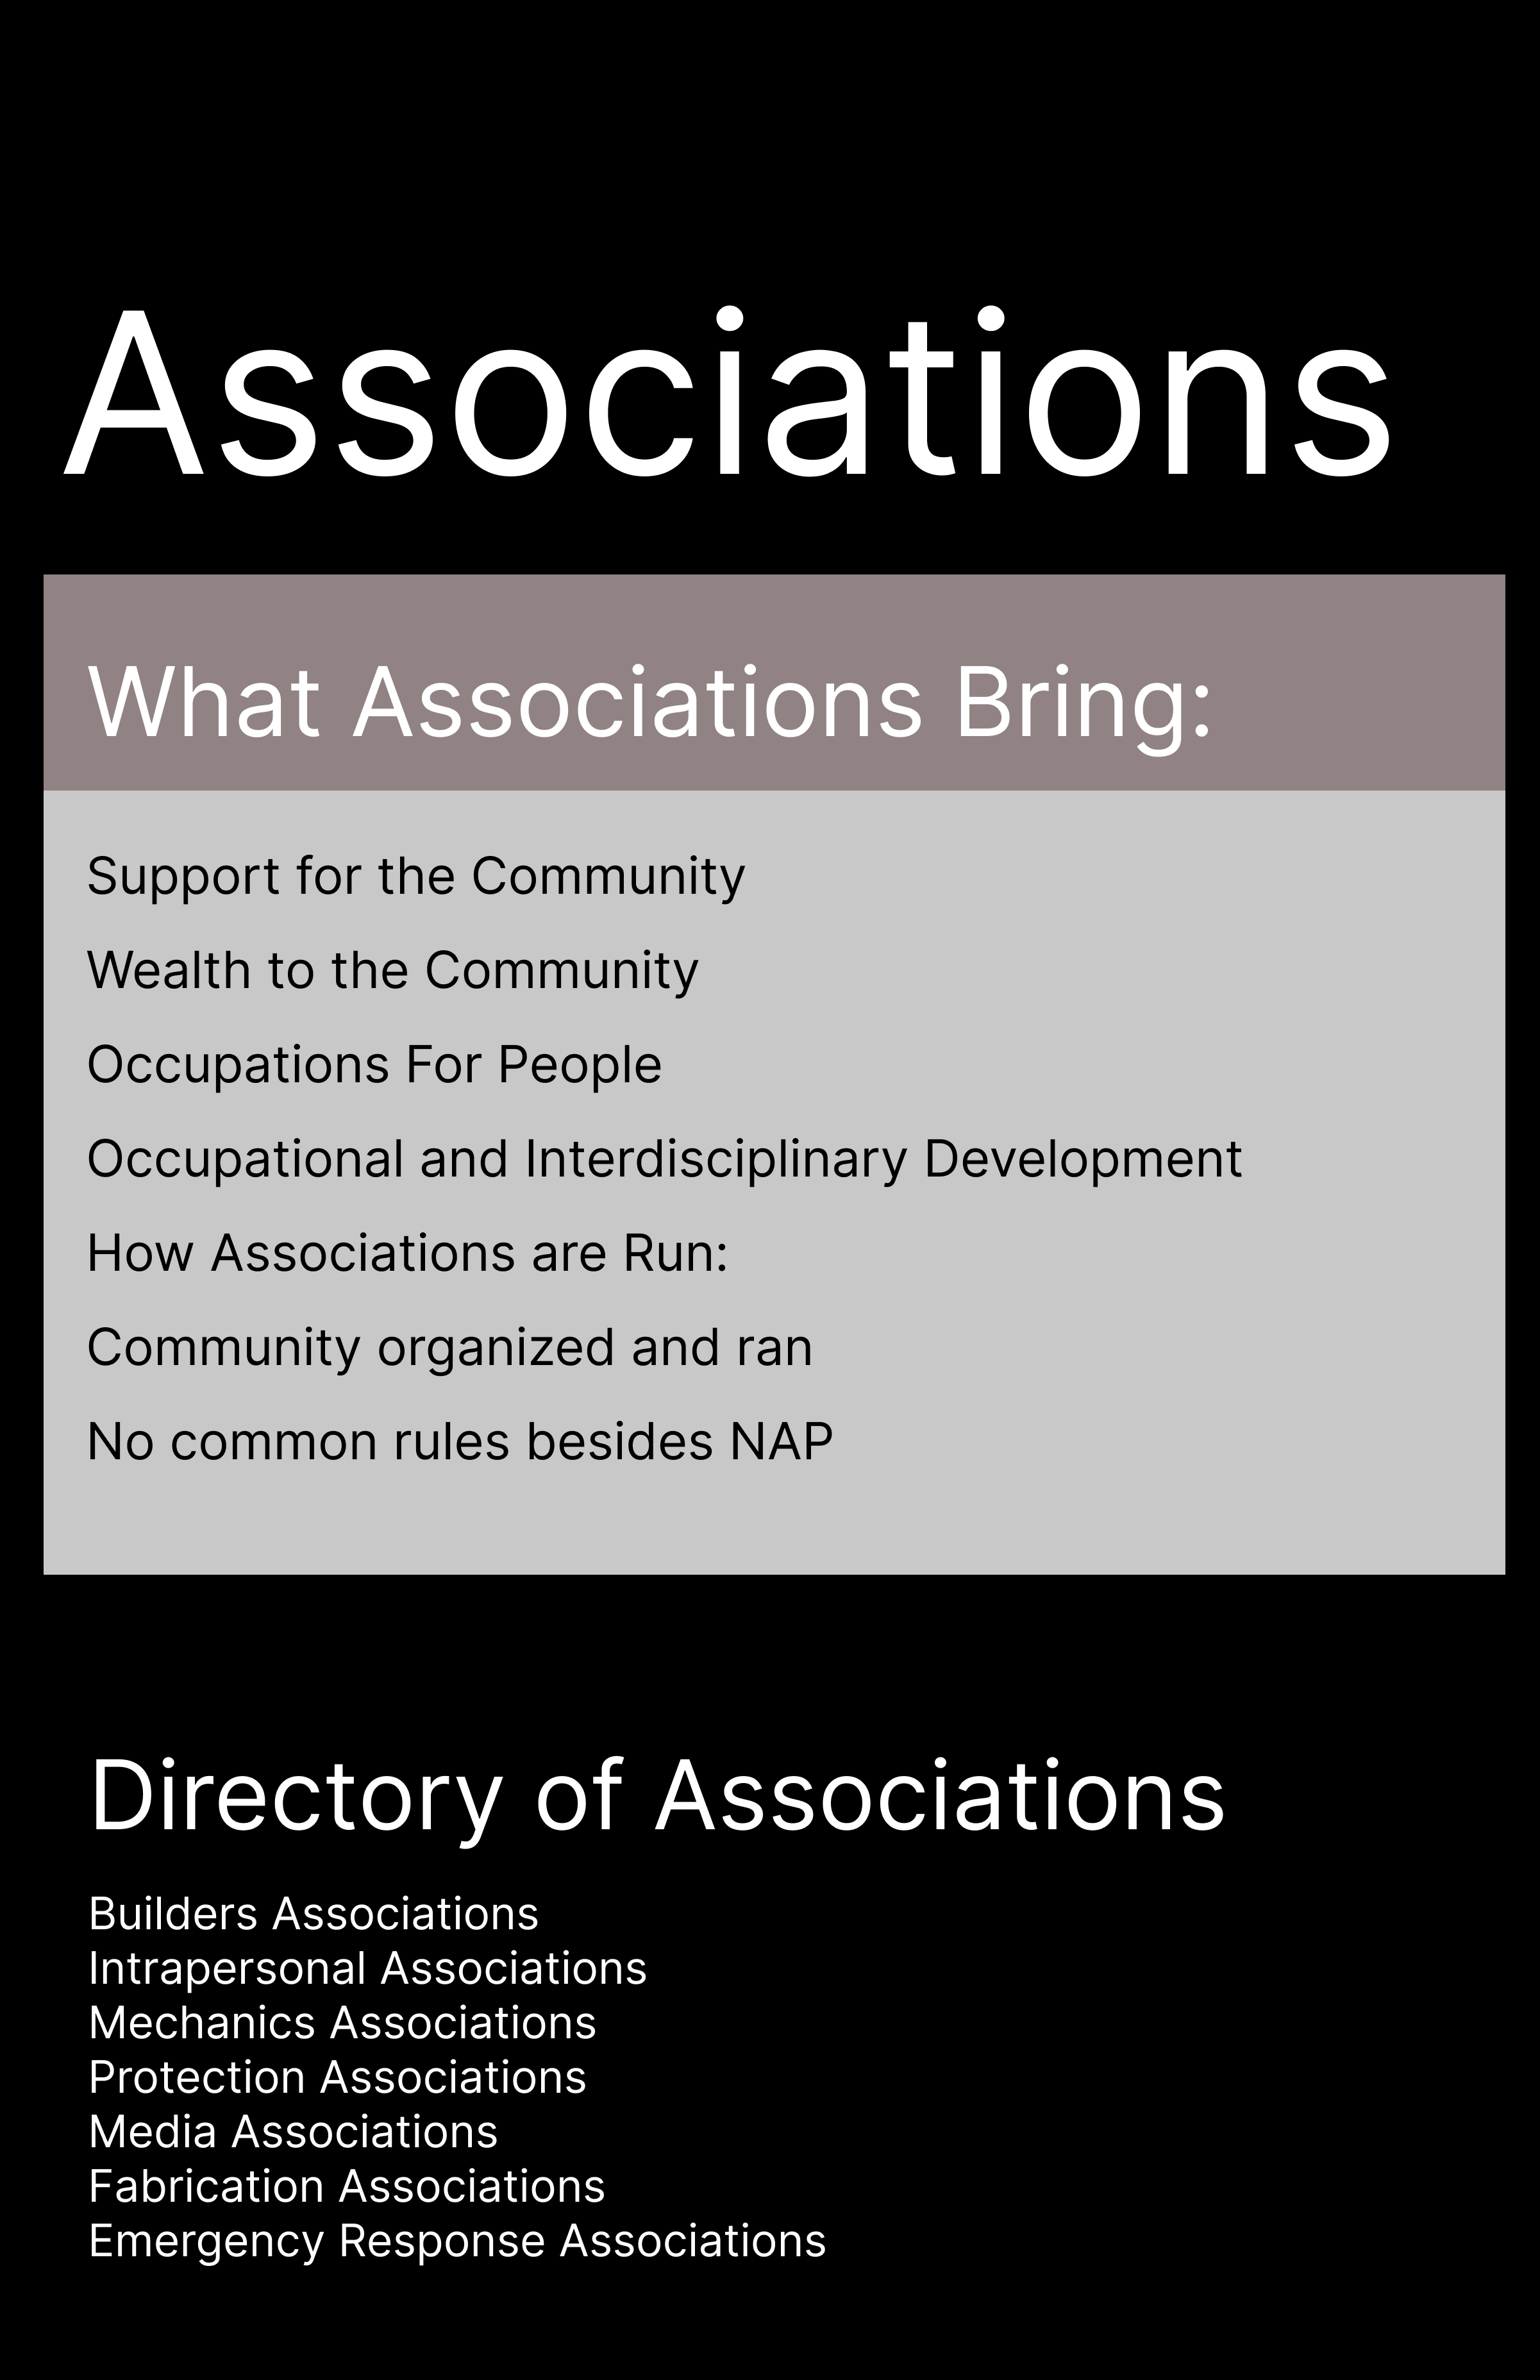 Associations
What Associations Bring:
Support for the Community
Wealth to the Community
Occupations For People
Occupational and Interdisciplinary Development
How Associations are Run:
Community organized and ran
No common rules besides NAP
Directory of Associations
Builders Associations
Intrapersonal Associations
Mechanics Associations
Protection Associations
Media Associations
Fabrication Associations
Emergency Response Associations